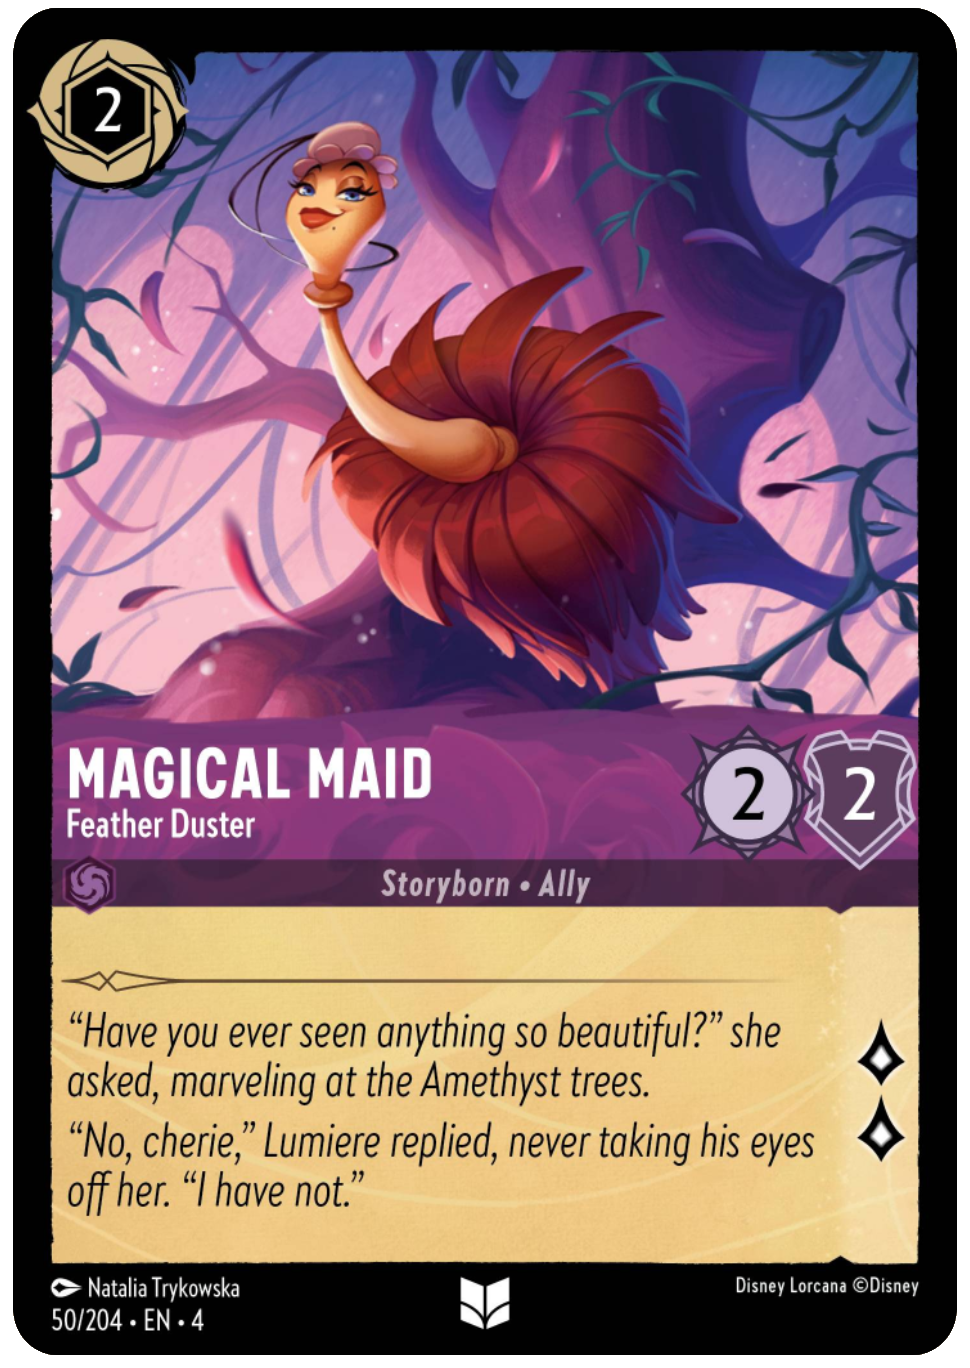 2
MAGICAL MAID
Feather Duster
2
2
Storyborn • Ally
“Have you ever seen anything so beautiful?” she
asked, marveling at the Amethyst trees.
“No, cherie,” Lumiere replied, never taking his eyes
off her. “I have not.”
Natalia Trykowska
Disney Lorcana ©Disney
50/204 • EN • 4